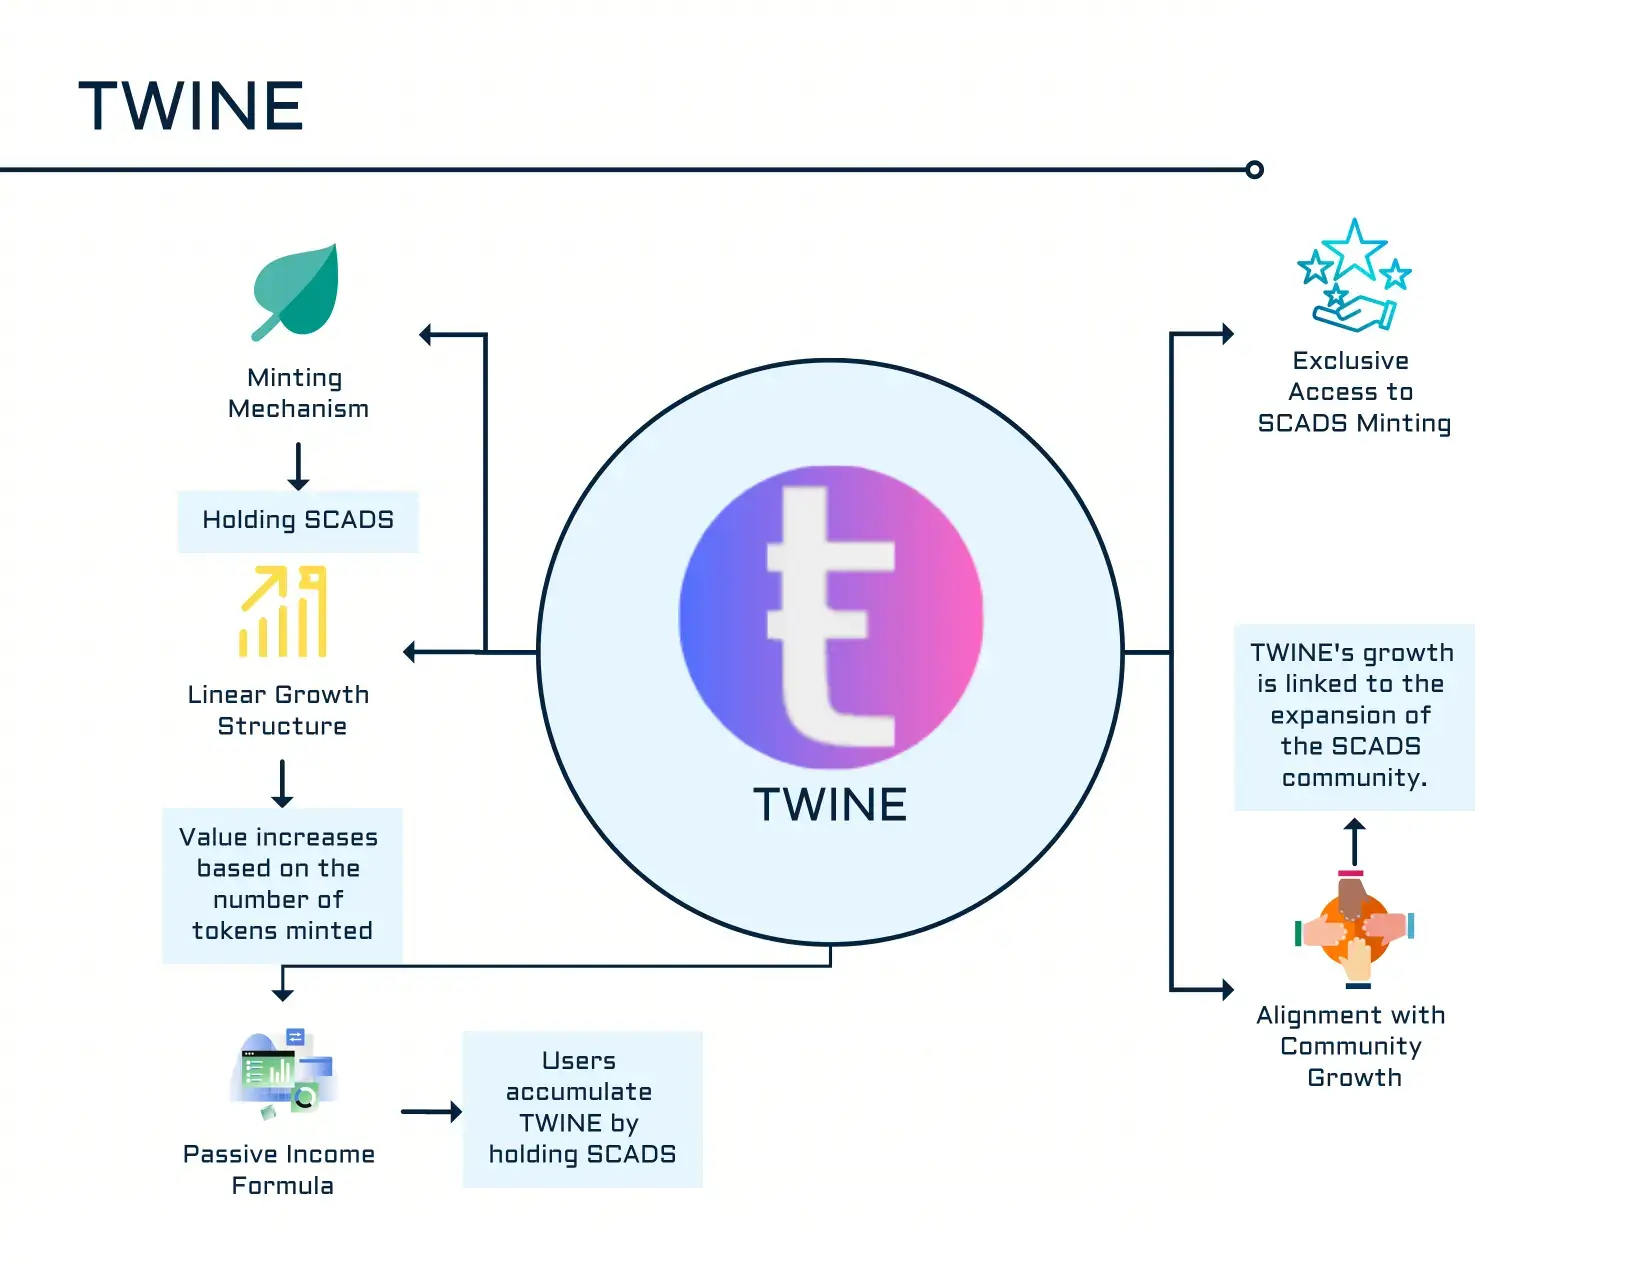 TWINE
Minting
Mechanism
Holding SCADS
Linear Growth
Structure
Value increases
based on the
number of
tokens minted
Passive Income
Formula
Users
accumulate
TWINE by
holding SCADS
TWINE
Exclusive
Access to
SCADS Minting
TWINE's growth
is linked to the
expansion of
the SCADS
community.
Alignment with
Community
Growth